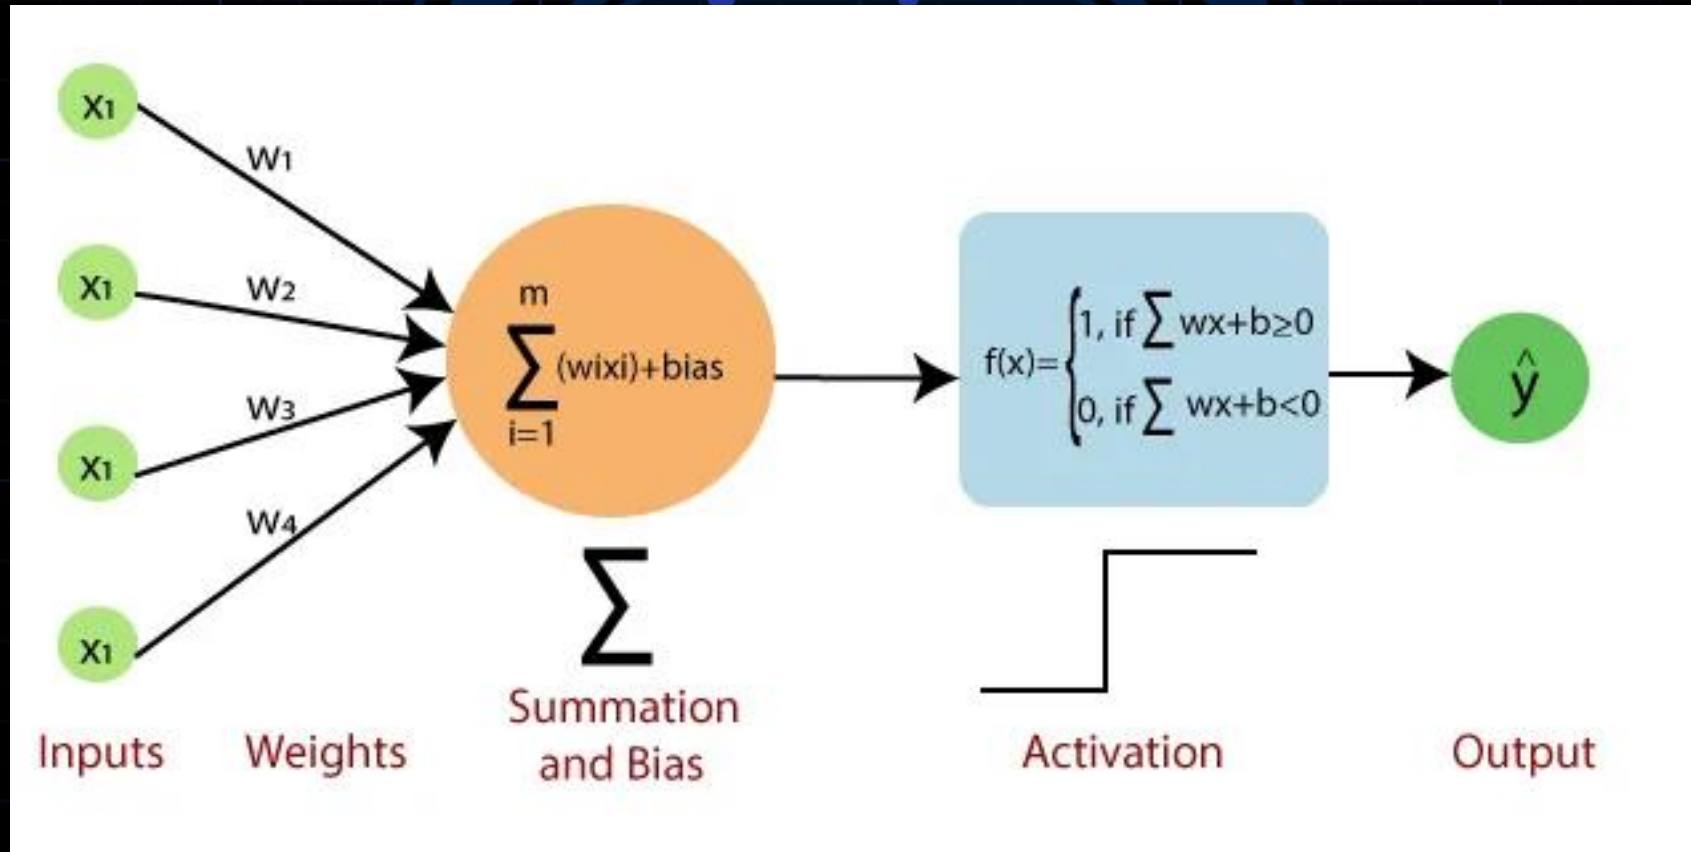 X1
W1
X1
W2
X1
W3
X1
W4
m
∑(wixi)+bias
i=1
f(x)={1, if ∑wx+b≥0
0, if ∑ wx+b<0
ŷ
∑
Inputs
Weights
Summation
and Bias
Activation
Output